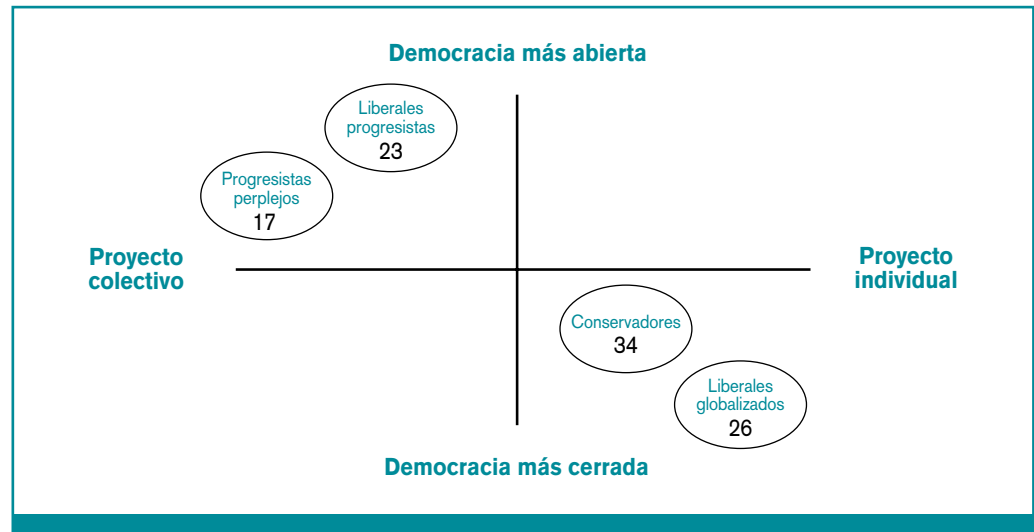 Democracia más abierta
Liberales
progresistas
23
Progresistas
perplejos
17
Proyecto
colectivo
Proyecto
individual
Conservadores
34
Liberales
globalizados
26
Democracia más cerrada